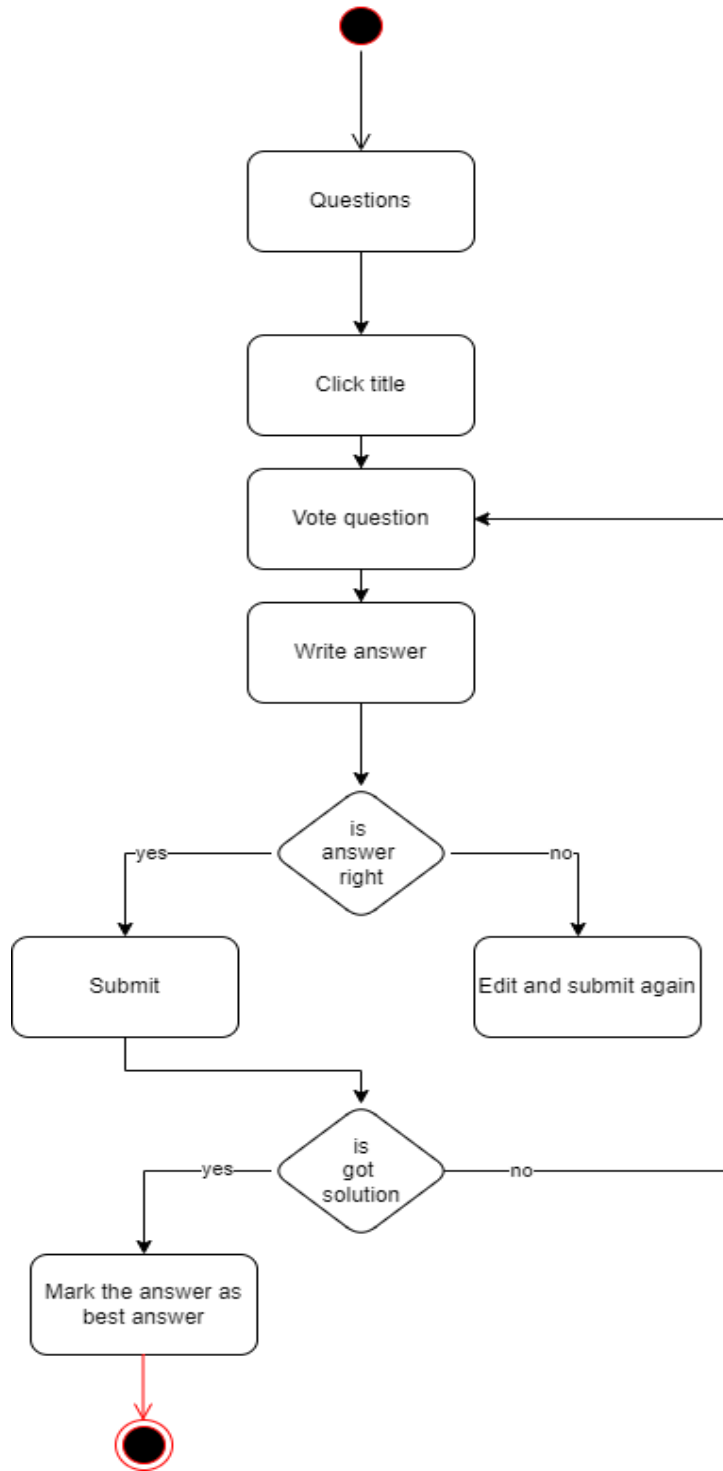 Questions
Click title
Vote question
Write answer
is
answer
right
yes
no
Submit
Edit and submit again
is
got
solution
yes
no
Mark the answer as
best answer